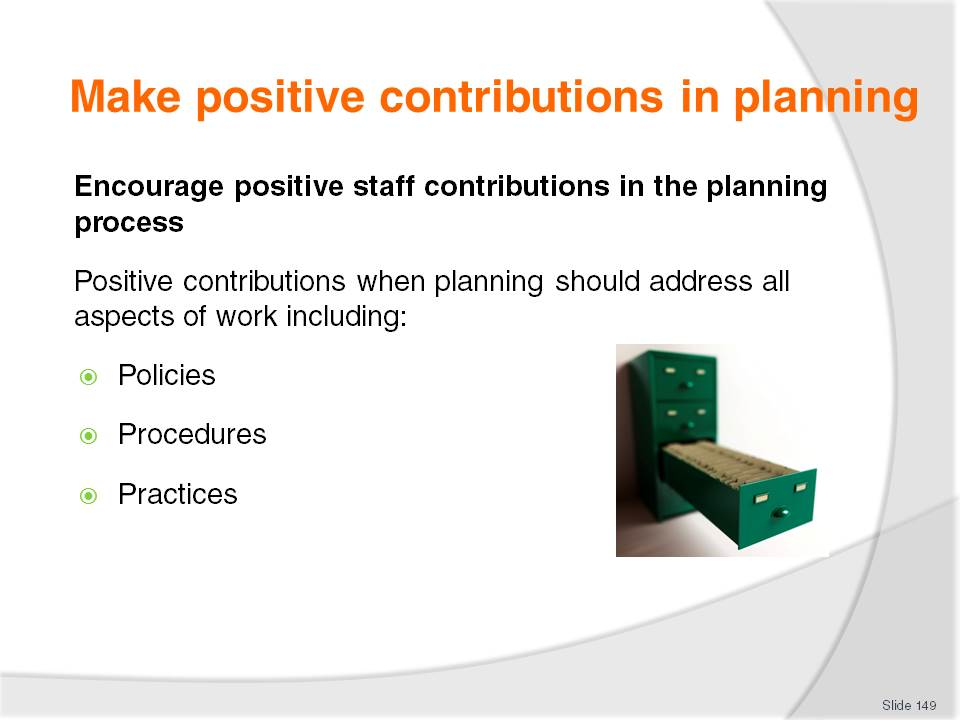 Make positive contributions in planning
Encourage positive staff contributions in the planning
process
Positive contributions when planning should address all
aspects of work including:
Policies
Procedures
Practices
Slide 149